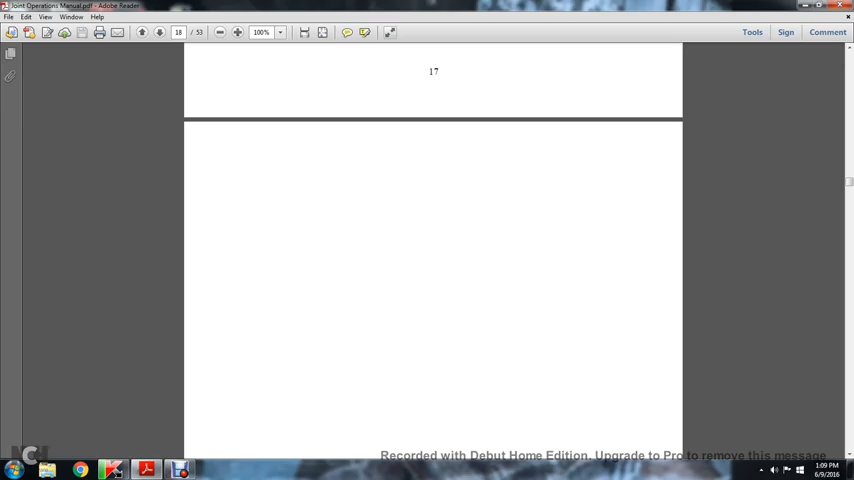 Joint Operations Manual.pdf - Adobe Reader
File Edit View Window Help
18 / 53 100% Tools Sign Comment
17
NCH
Recorded with Debut Home Edition. Upgrade to Pro to remove this message
1:09 PM
6/9/2016